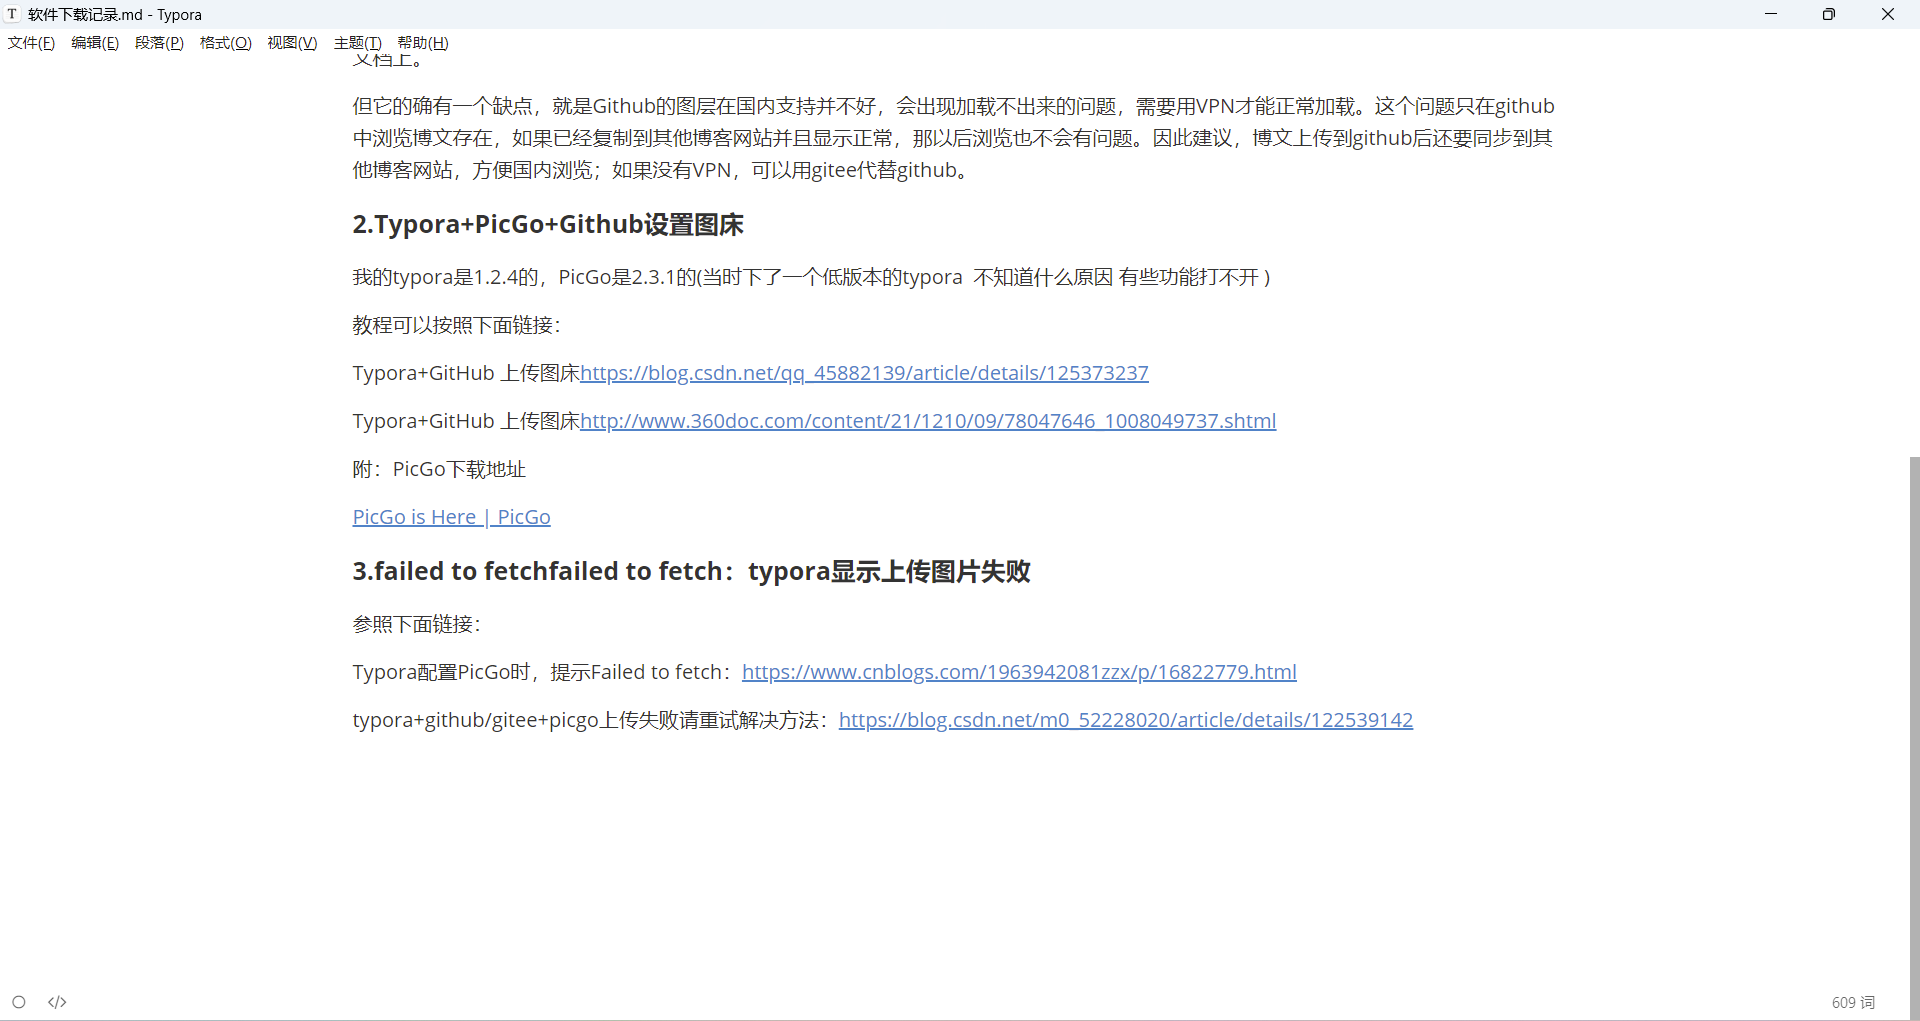 软件下载记录.md - Typora
文件(F) 编辑(E) 段落(P) 格式(O) 视图(V) 主题(T) 帮助(H)
文档上。
但它的确有一个缺点，就是Github的图层在国内支持并不好，会出现加载不出来的问题，需要用VPN才能正常加载。这个问题只在github
中浏览博文存在，如果已经复制到其他博客网站并且显示正常，那以后浏览也不会有问题。因此建议，博文上传到github后还要同步到其
他博客网站，方便国内浏览；如果没有VPN，可以用gitee代替github。
2.Typora+PicGo+Github设置图床
我的typora是1.2.4的，PicGo是2.3.1的(当时下了一个低版本的typora 不知道什么原因 有些功能打不开 )
教程可以按照下面链接：
Typora+GitHub 上传图床https://blog.csdn.net/qq_45882139/article/details/125373237
Typora+GitHub 上传图床http://www.360doc.com/content/21/1210/09/78047646_1008049737.shtml
附：PicGo下载地址
PicGo is Here | PicGo
3.failed to fetchfailed to fetch：typora显示上传图片失败
参照下面链接：
Typora配置PicGo时，提示Failed to fetch：https://www.cnblogs.com/1963942081zzx/p/16822779.html
typora+github/gitee+picgo上传失败请重试解决方法：https://blog.csdn.net/m0_52228020/article/details/122539142
609 词